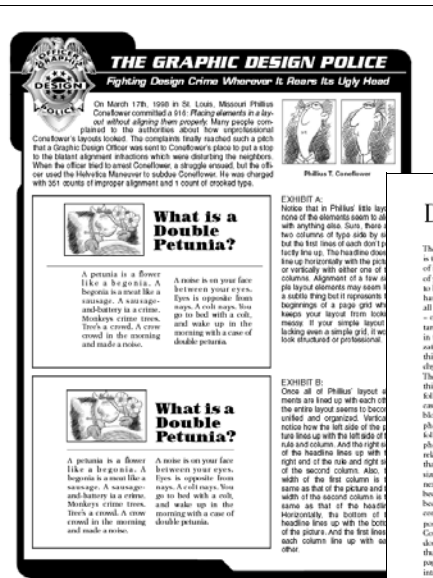 OFFICER
GRAPHIC
DESIGN
POLICE
THE GRAPHIC DESIGN POLICE
Fighting Design Crime Wherever It Rears Its Ugly Head
On March 17th, 1998 in St. Louis, Missouri Phillius
Coneflower committed a 916: Placing elements in a lay-
out without aligning them properly. Many people com-
plained to the authorities about how unprofessional
Coneflower's Layouts looked. The complaints finally reached such a pitch
that a Graphic Design Officer was sent to Coneflower's place to put a stop
to the blatant alignment infractions which were disturbing the neighbors.
When the officer tried to arrest Coneflower, a struggle ensued, but the offi-
cer used the Helvetica Maneuver to subdue Coneflower. He was charged
with 351 counts of improper alignment and 1 count of crooked type.
Phillius T. Coneflower
What is a
Double
Petunia?
A petunia is a flower
like a begonia. A
begonia is a meat like a
sausage. A sausage-
and-battery is a crime.
Monkeys crime trees.
Tree's a crowd. A crow
crowd in the morning
and made a noise.
A noise is on your face
between your eyes.
Eyes is opposite from
nays. A colt nays. You
go to bed with a colt,
and wake up in the
morning with a case of
double petunia.
EXHIBIT A:
Notice that in Phillius' little
none of the elements seem to
with anything else. Sure, there
two columns of type side by
but the first lines of each don't
fectly line up. The headline does
line up horizontally with the
or vertically with either one of
columns. Alignment of a few
ple layout elements may seem
a subtle thing but it represents
beginnings of a page grid
keeps your layout from
messy. If your simple layout
lacking even a simple grid, it
look structured or professional.
What is a
Double
Petunia?
A petunia is a flower
like a begonia. A
begonia is a meat like a
sausage. A sausage-
and-battery is a crime.
Monkeys crime trees.
Tree's a crowd. A crow
crowd in the morning
and made a noise.
A noise is on your face
between your eyes.
Eyes is opposite from
nays. A colt nays. You
go to bed with a colt,
and wake up in the
morning with a case of
double petunia.
EXHIBIT B:
Once all of Phillius' layout
ments are lined up with each
the entire layout seems to
unified and organized.
notice how the left side of the
ture lines up with the left side of
rule and column. And the right
of the headline lines up with
right end of the rule and right
of the second column. Also,
width of the first column is
same as that of the picture and
width of the second column is
same as that of the
Horizontally, the bottom of
headline lines up with the
of the picture. And the first lines
each column line up with
other.
D